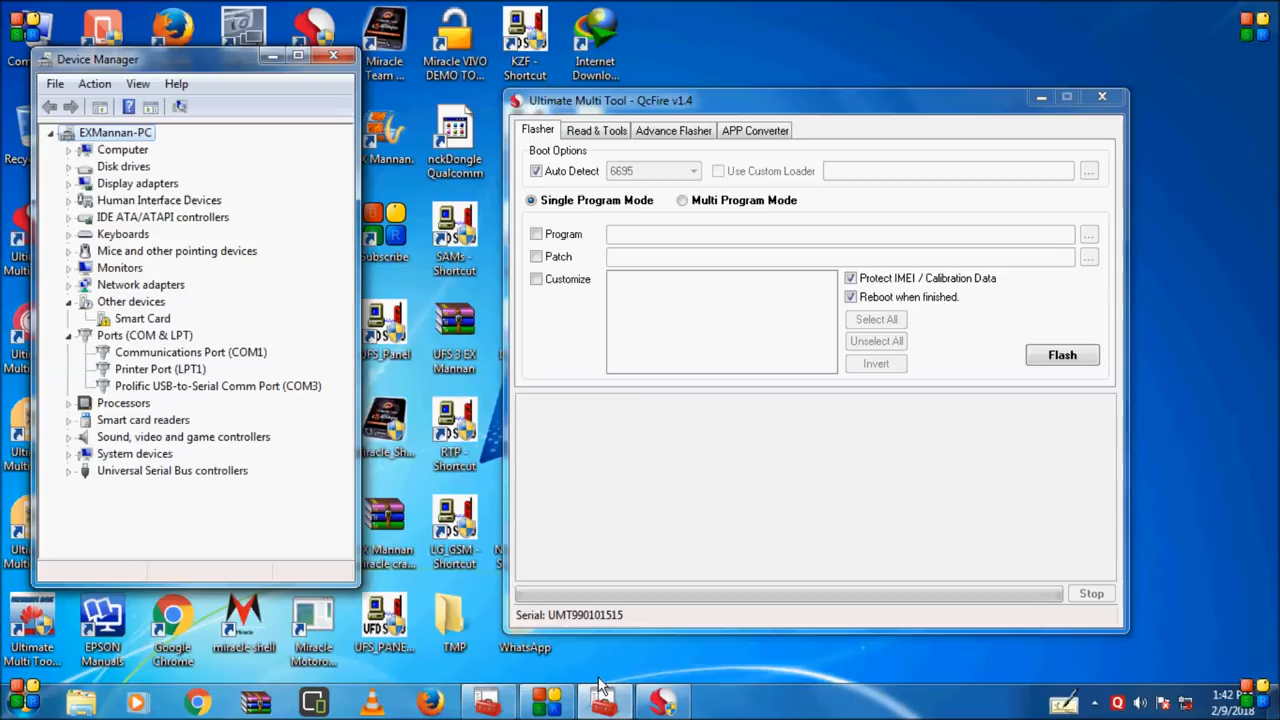 Device Manager
File Action View Help
EXMannan-PC
Computer
Disk drives
Display adapters
Human Interface Devices
IDE ATA/ATAPI controllers
Keyboards
Mice and other pointing devices
Monitors
Network adapters
Other devices
Smart Card
Ports (COM & LPT)
Communications Port (COM1)
Printer Port (LPT1)
Prolific USB-to-Serial Comm Port (COM3)
Processors
Smart card readers
Sound, video and game controllers
System devices
Universal Serial Bus controllers
Miracle
Team ...
Miracle VIVO
DEMO TO...
KZF -
Shortcut
Internet
Downlo...
nckDongle
Qualcomm
SAMs -
Shortcut
UFS_Panel
UFS 3 EX
Mannan
RTP -
Shortcut
LG_GSM -
Shortcut
Ultimate
Multi Too...
EPSON
Manuals
Google
Chrome
miracle shell
Miracle
Motoro...
UFS_PANE...
TMP
WhatsApp
Ultimate Multi Tool - QcFire v1.4
Flasher Read & Tools Advance Flasher APP Converter
Boot Options
Auto Detect 6695 Use Custom Loader ...
Single Program Mode Multi Program Mode
Program ...
Patch ...
Customize
Protect IMEI / Calibration Data
Reboot when finished.
Select All
Unselect All
Invert
Flash
Stop
Serial: UMT990101515
1:42 PM
2/9/2018